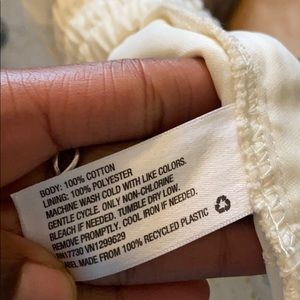 BODY: 100% COTTON
LINING: 100% POLYESTER
MACHINE WASH COLD WITH LIKE COLORS.
GENTLE CYCLE. ONLY NON-CHLORINE
BLEACH IF NEEDED. TUMBLE DRY LOW.
REMOVE PROMPTLY. COOL IRON IF NEEDED.
VN1299629
MADE FROM 100% RECYCLED PLASTIC